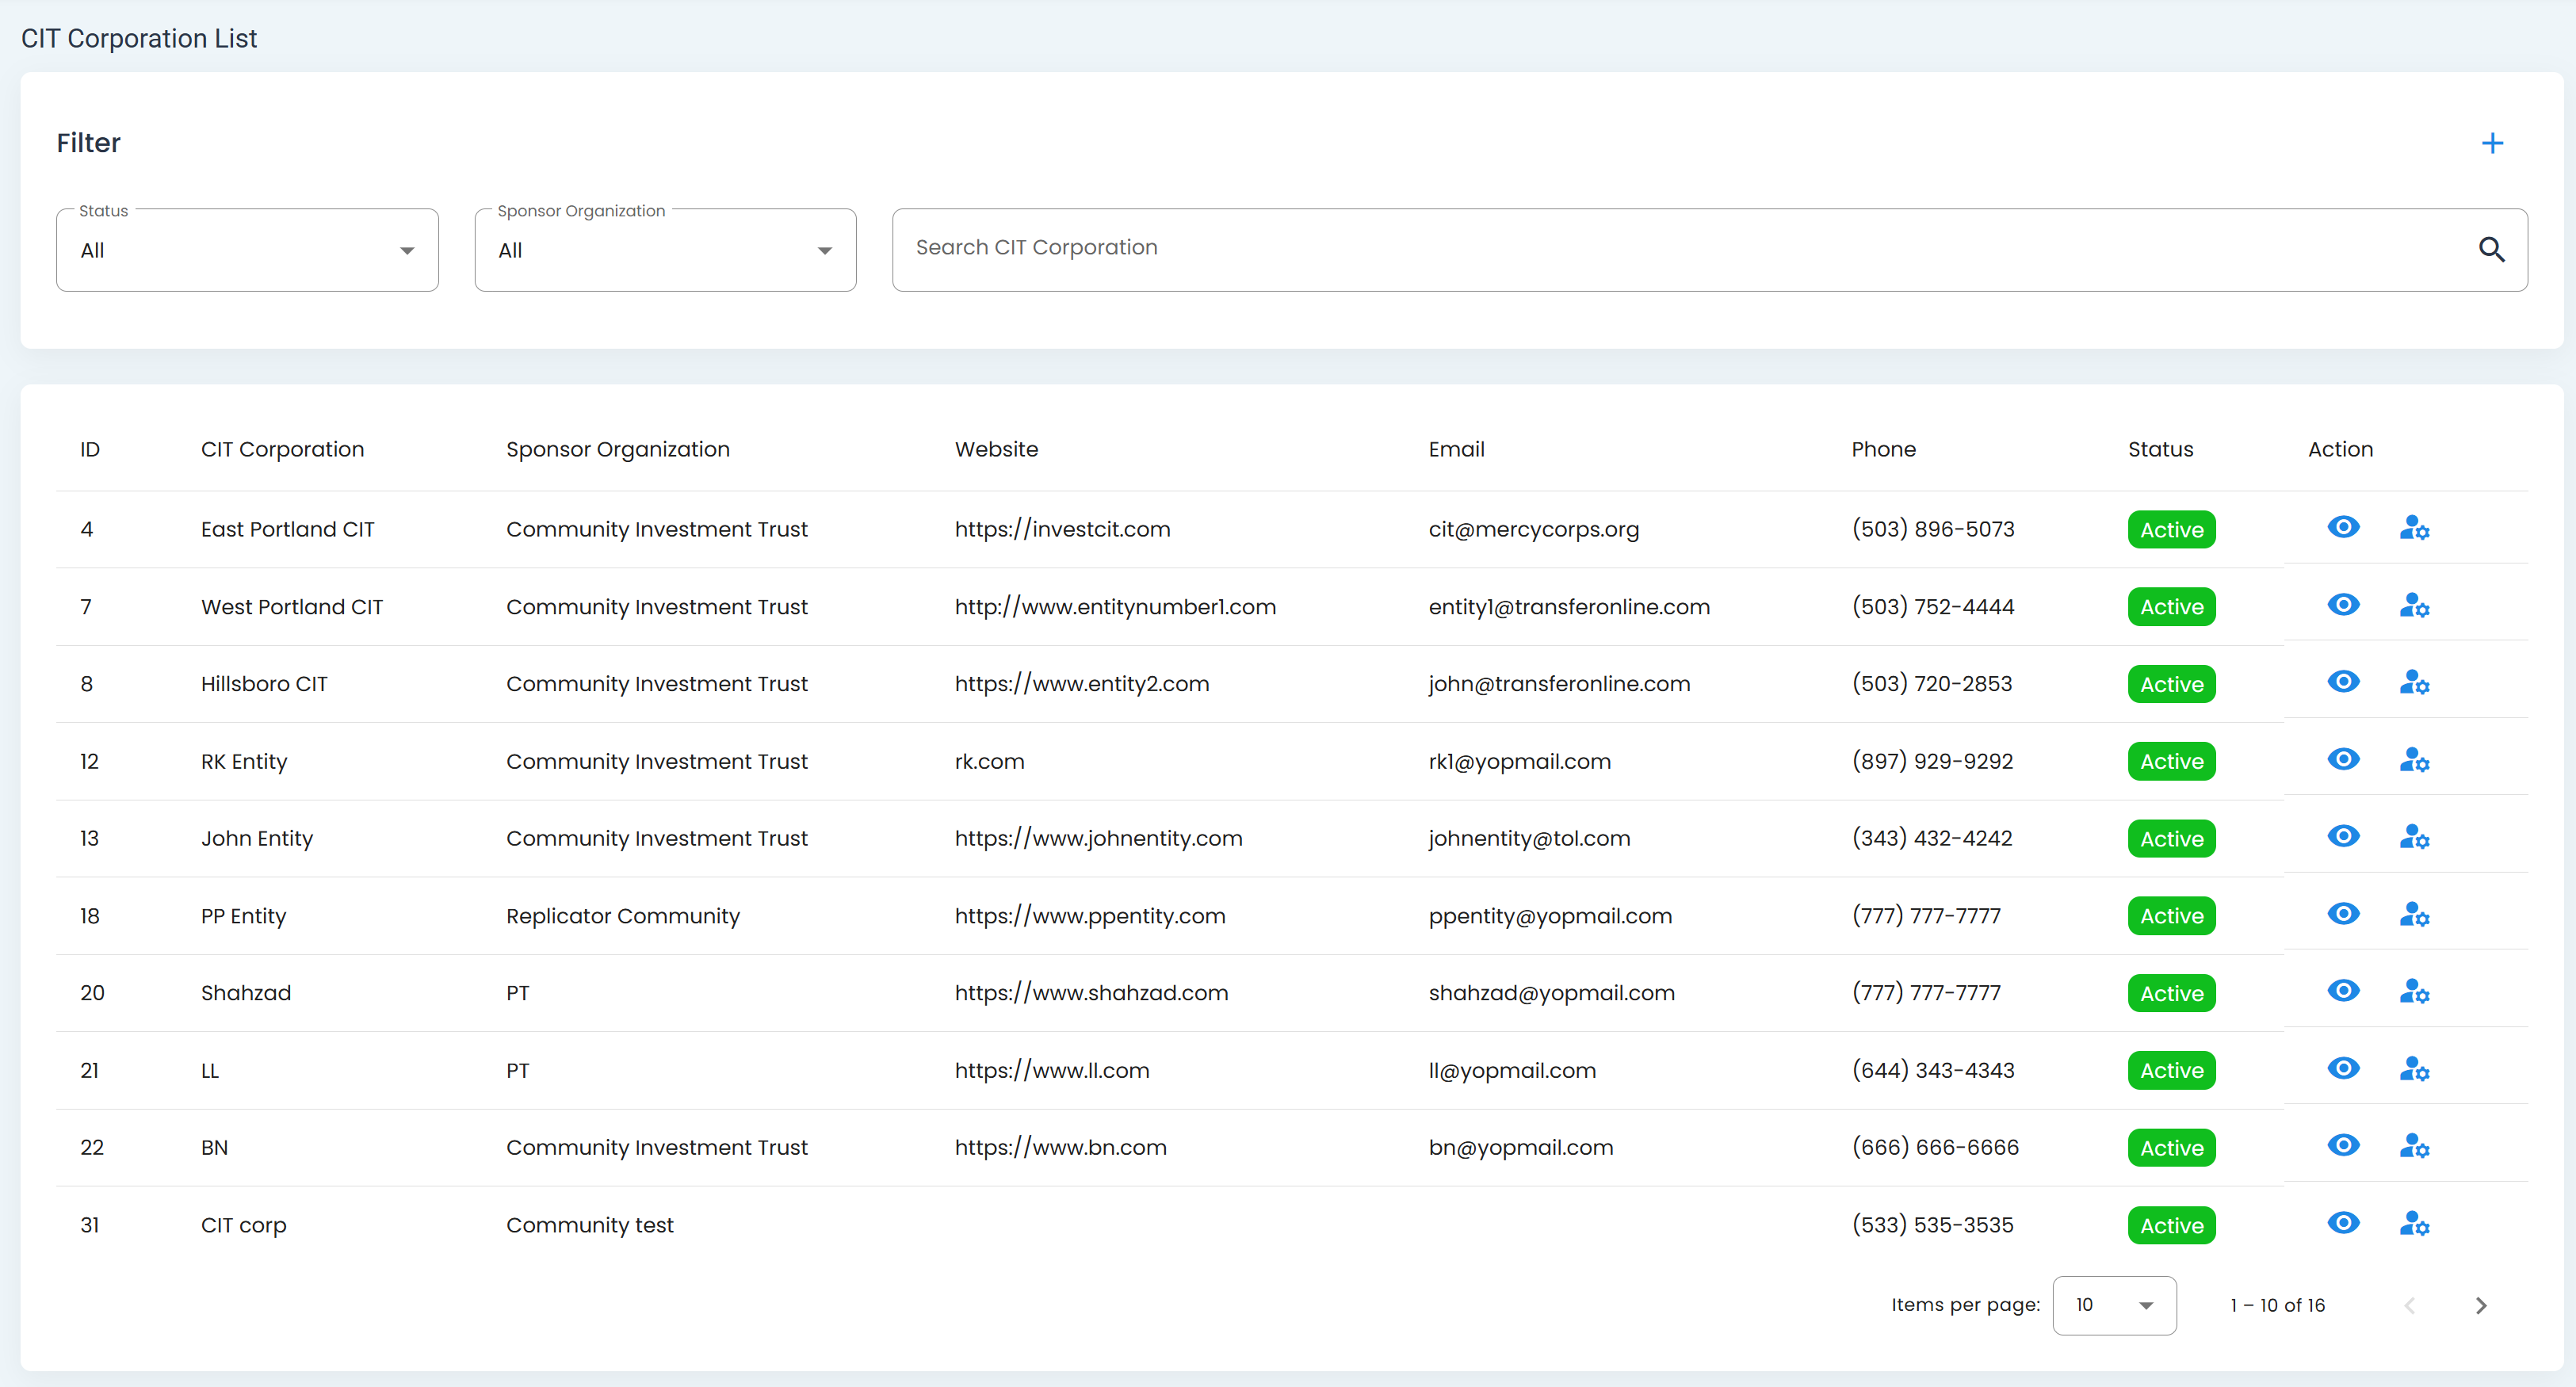 CIT Corporation List
Filter
Status
Sponsor Organization
All
All
Search CIT Corporation
ID CIT Corporation Sponsor Organization Website Email Phone Status Action
4 East Portland CIT Community Investment Trust https://investcit.com cit@mercycorps.org (503) 896-5073 Active
7 West Portland CIT Community Investment Trust http://www.entitynumber1.com entity1@transferonline.com (503) 752-4444 Active
8 Hillsboro CIT Community Investment Trust https://www.entity2.com john@transferonline.com (503) 720-2853 Active
12 RK Entity Community Investment Trust rk.com rk1@yopmail.com (897) 929-9292 Active
13 John Entity Community Investment Trust https://www.johnentity.com johnentity@tol.com (343) 432-4242 Active
18 PP Entity Replicator Community https://www.ppentity.com ppentity@yopmail.com (777) 777-7777 Active
20 Shahzad PT https://www.shahzad.com shahzad@yopmail.com (777) 777-7777 Active
21 LL PT https://www.ll.com ll@yopmail.com (644) 343-4343 Active
22 BN Community Investment Trust https://www.bn.com bn@yopmail.com (666) 666-6666 Active
31 CIT corp Community test (533) 535-3535 Active
Items per page: 10 1 – 10 of 16